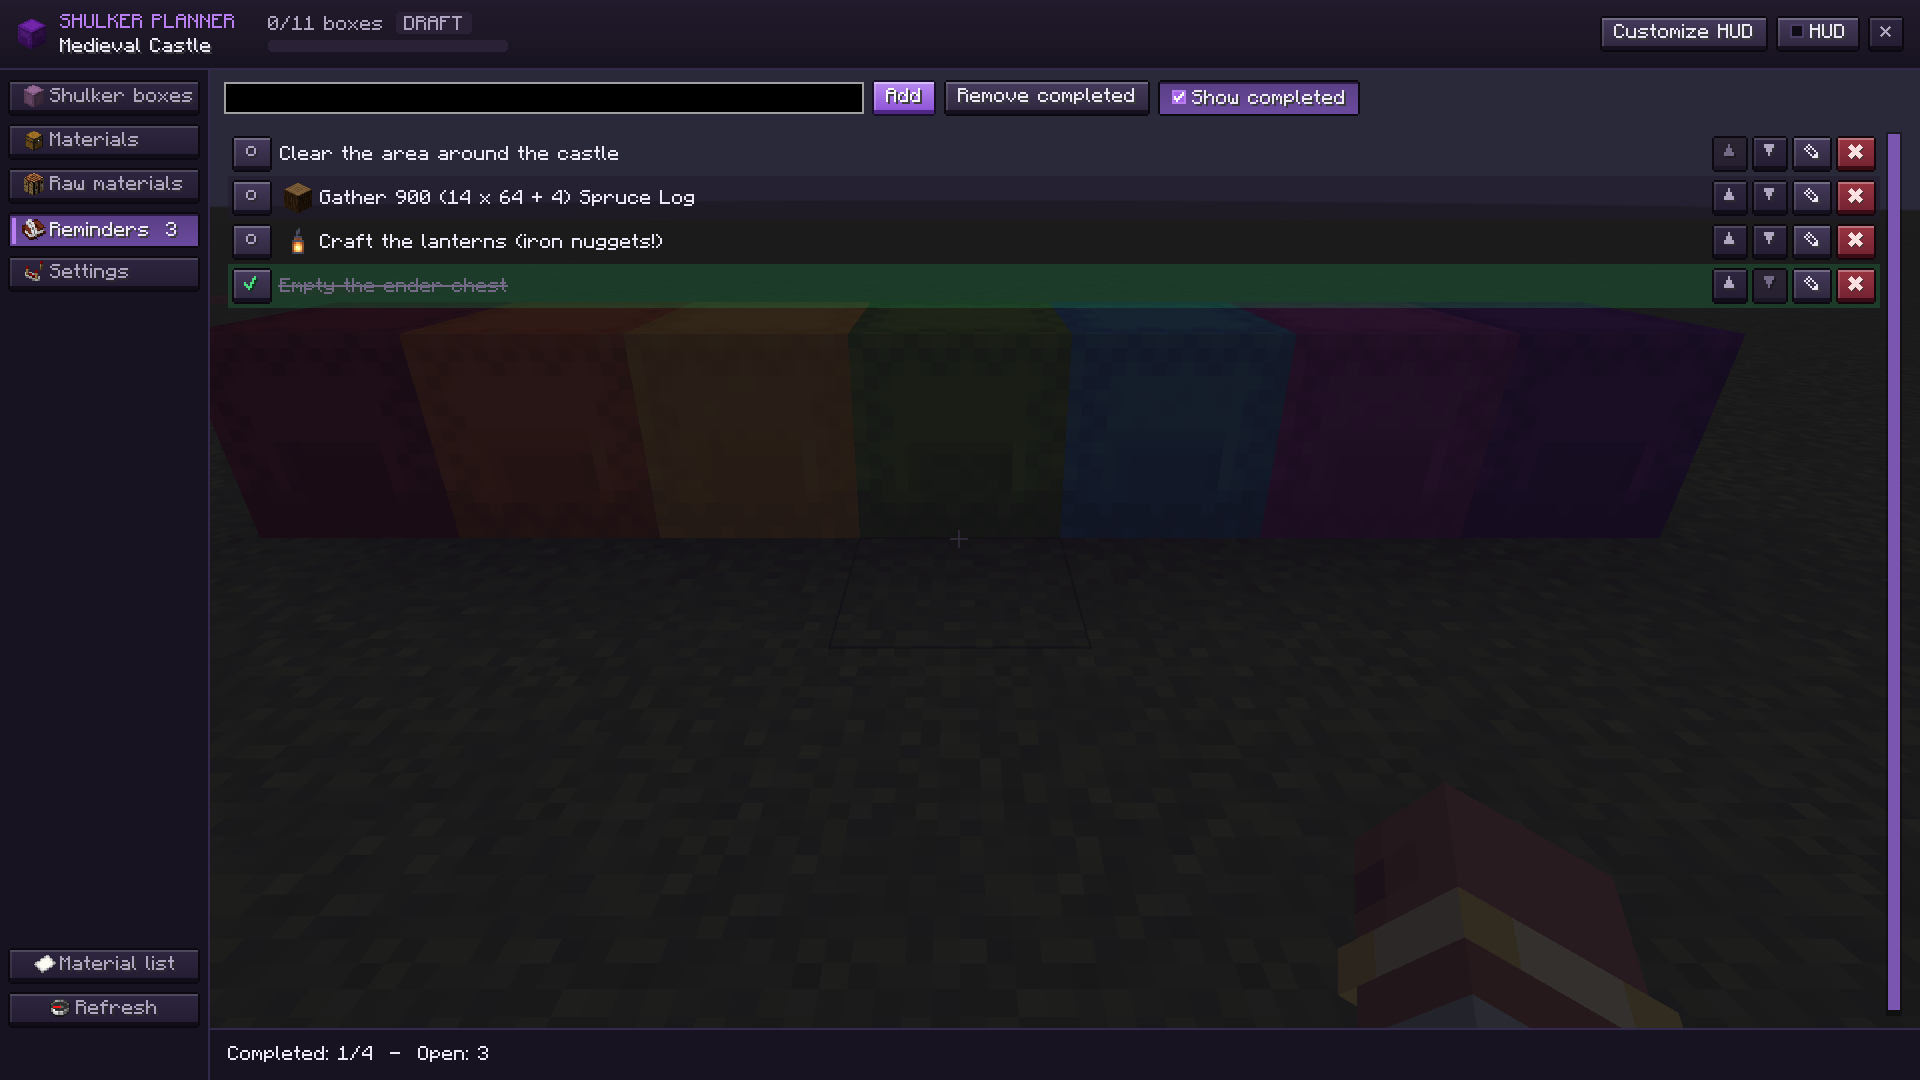 SHULKER PLANNER
Medieval Castle
0/11 boxes DRAFT
Customize HUD
HUD
Shulker boxes
Materials
Raw materials
Reminders 3
Settings
Material list
Refresh
Add
Remove completed
Show completed
Clear the area around the castle
Gather 900 (14 x 64 + 4) Spruce Log
Craft the lanterns (iron nuggets!)
Empty the ender chest
Completed: 1/4 - Open: 3